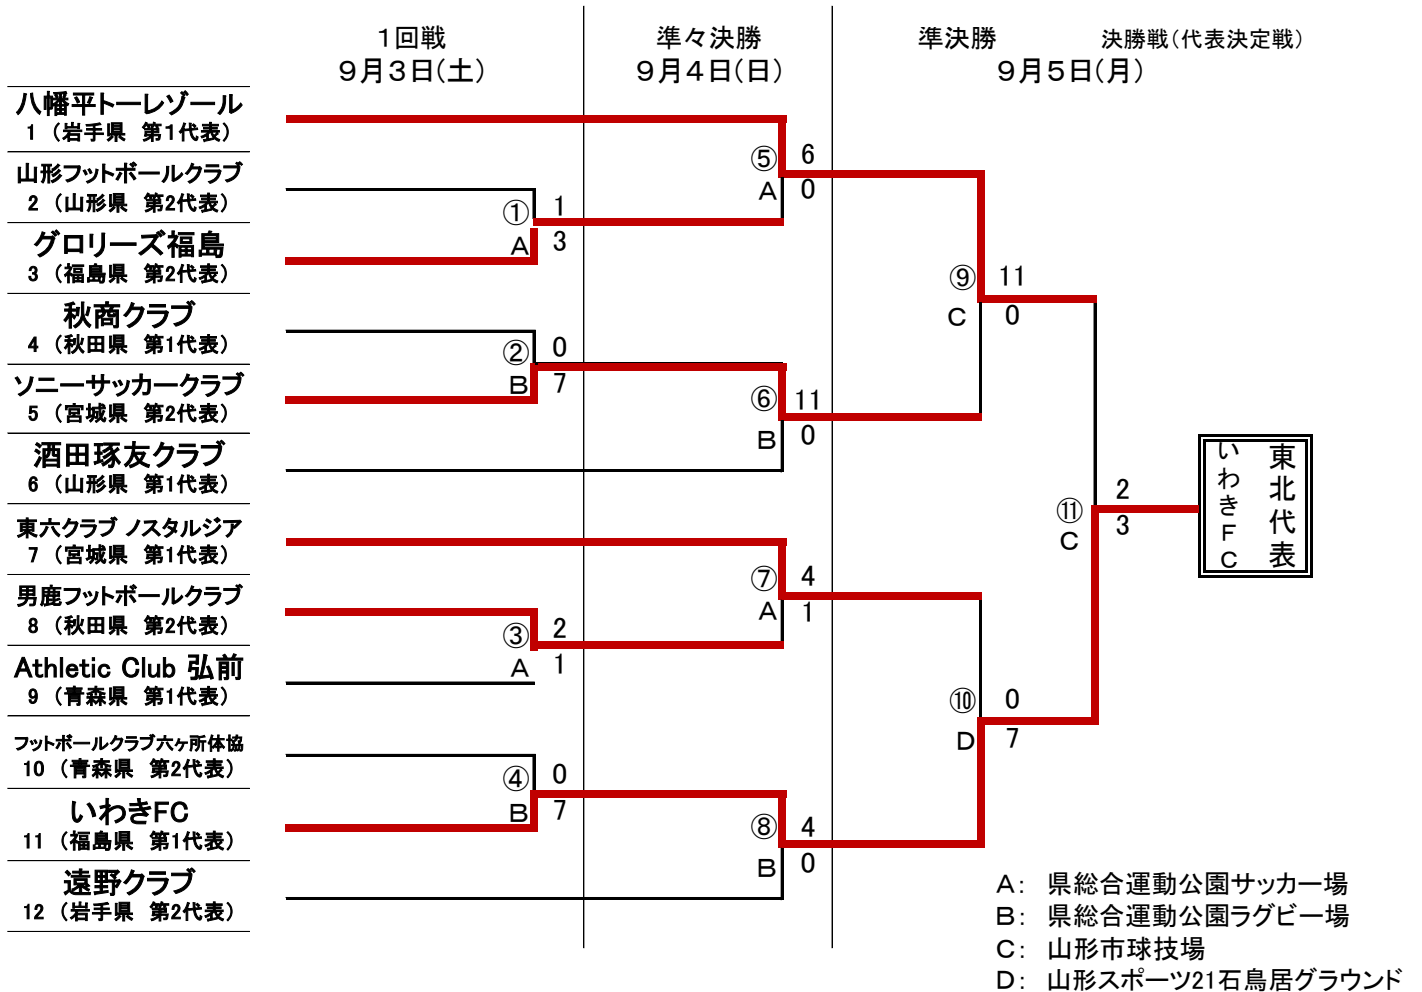 1回戦
9月3日(土)
準々決勝
9月4日(日)
準決勝
決勝戦(代表決定戦)
9月5日(月)
八幡平トーレゾール
1 (岩手県 第1代表)
山形フットボールクラブ
2 (山形県 第2代表)
グロリーズ福島
3 (福島県 第2代表)
秋商クラブ
4 (秋田県 第1代表)
ソニーサッカークラブ
5 (宮城県 第2代表)
酒田琢友クラブ
6 (山形県 第1代表)
東六クラブ ノスタルジア
7 (宮城県 第1代表)
男鹿フットボールクラブ
8 (秋田県 第2代表)
Athletic Club 弘前
9 (青森県 第1代表)
フットボールクラブ六ヶ所体協
10 (青森県 第2代表)
いわきFC
11 (福島県 第1代表)
遠野クラブ
12 (岩手県 第2代表)
① 1
A 3
② 0
B 7
③ 2
A 1
④ 0
B 7
⑤ 6
A 0
⑥ 11
B 0
⑦ 4
A 1
⑧ 4
B 0
⑨ 11
C 0
⑩ 0
D 7
⑪ 2
C 3
東北代表
いわきFC
A: 県総合運動公園サッカー場
B: 県総合運動公園ラグビー場
C: 山形市球技場
D: 山形スポーツ21石鳥居グラウンド